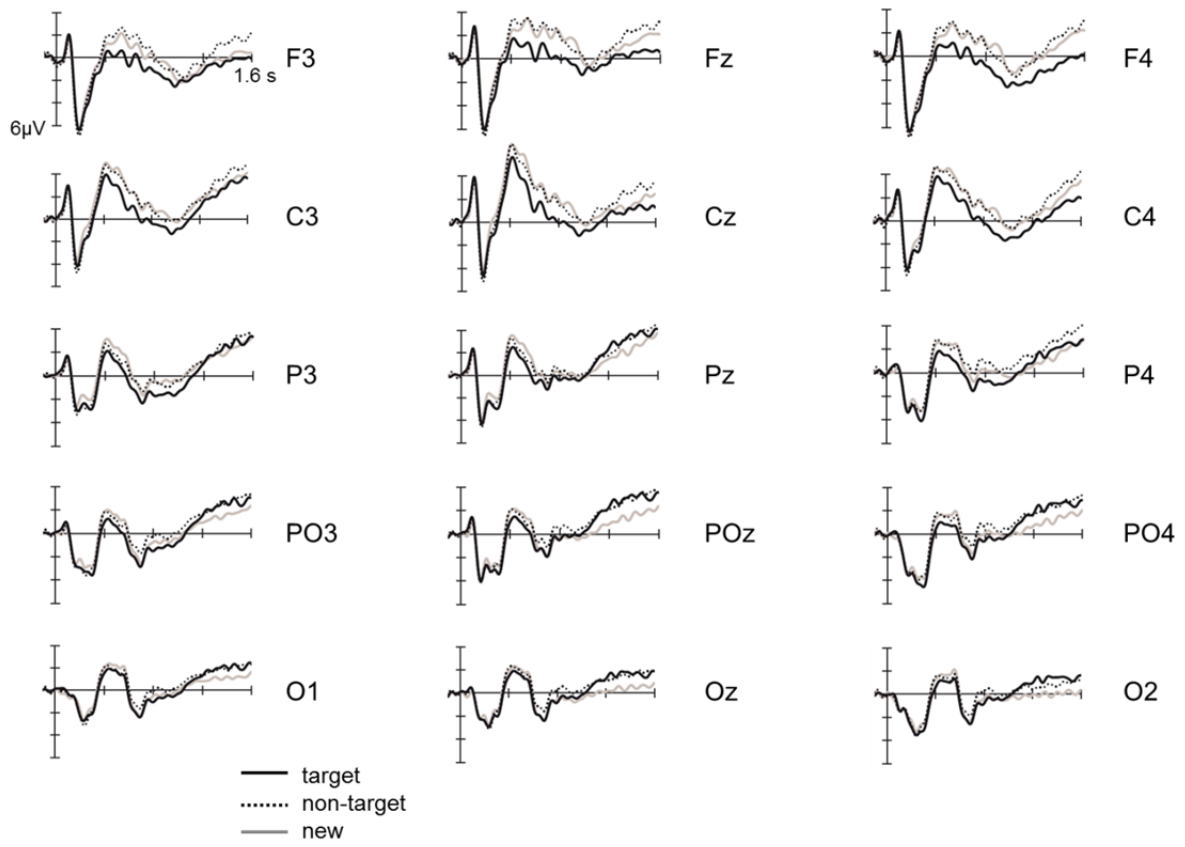 F3
1.6 s
6µV
Fz
F4
C3
Cz
C4
P3
Pz
P4
PO3
POz
PO4
O1
Oz
O2
target
non-target
new